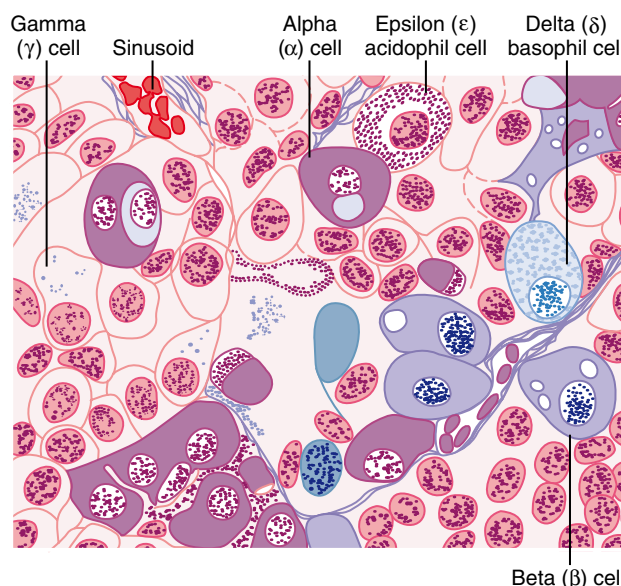 Gamma
(γ) cell
Sinusoid
Alpha
(α) cell
Epsilon (ε)
acidophil cell
Delta (δ)
basophil cel
Beta (β) cel